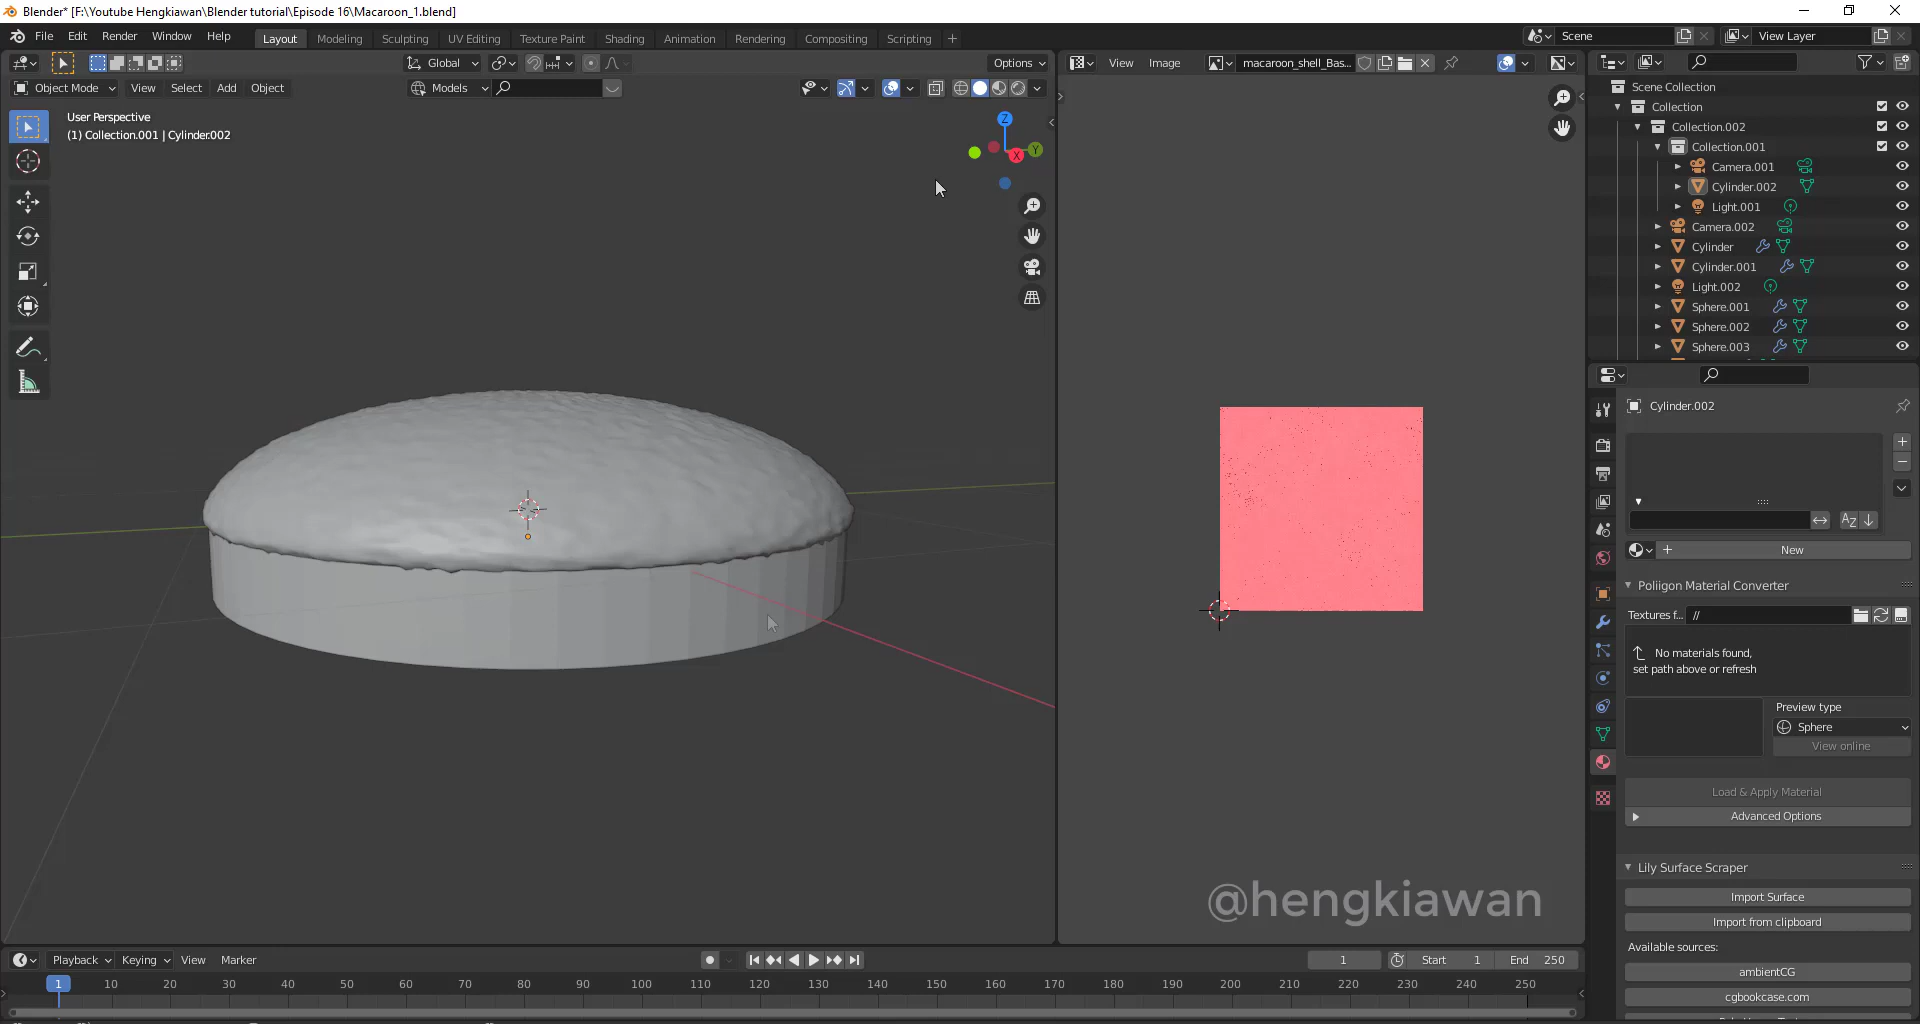 Blender* [F:\Youtube Hengkiawan\Blender tutorial\Episode 16\Macaroon_1.blend]
File Edit Render Window Help
Layout Modeling Sculpting UV Editing Texture Paint Shading Animation Rendering Compositing Scripting +
Scene
View Layer
Global
Options
View Image
macaroon_shell_Bas...
Object Mode View Select Add Object
Models
User Perspective
(1) Collection.001 | Cylinder.002
Z
X
Y
Scene Collection
Collection
Collection.002
Collection.001
Camera.001
Cylinder.002
Light.001
Camera.002
Cylinder
Cylinder.001
Light.002
Sphere.001
Sphere.002
Sphere.003
Cylinder.002
AZ
New
Poliigon Material Converter
Textures f... //
No materials found,
set path above or refresh
Preview type
Sphere
View online
Load & Apply Material
Advanced Options
Lily Surface Scraper
Import Surface
Import from clipboard
Available sources:
ambientCG
cgbookcase.com
@hengkiawan
Playback Keying View Marker
1
Start 1
End 250
1 10 20 30 40 50 60 70 80 90 100 110 120 130 140 150 160 170 180 190 200 210 220 230 240 250